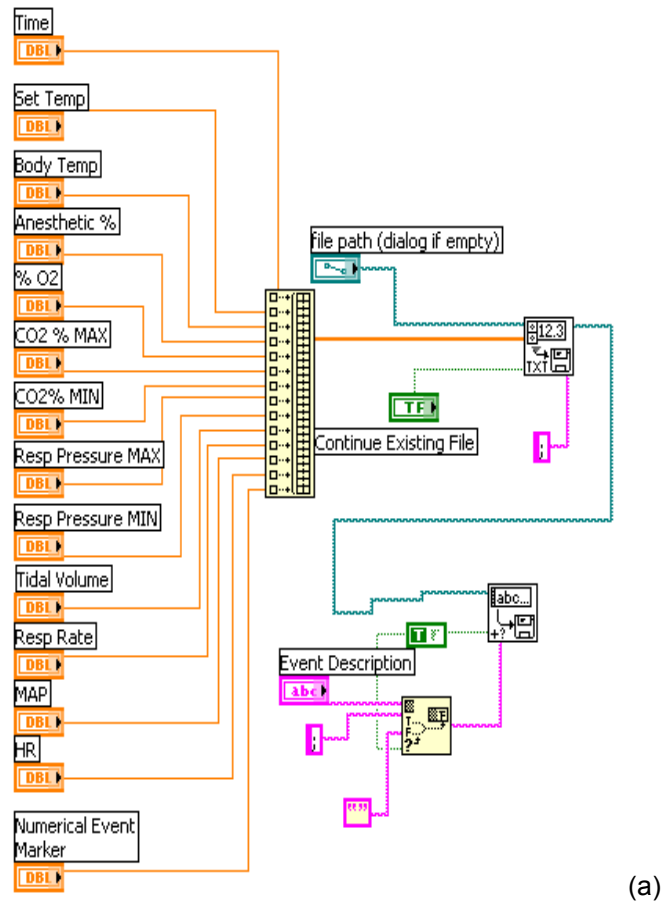 Time
DBL
Set Temp
DBL
Body Temp
DBL
Anesthetic %
DBL
% O2
DBL
CO2 % MAX
DBL
CO2% MIN
DBL
Resp Pressure MAX
DBL
Resp Pressure MIN
DBL
Tidal Volume
DBL
Resp Rate
DBL
MAP
DBL
HR
DBL
Numerical Event
Marker
DBL
file path (dialog if empty)
12.3
TXT
TF
Continue Existing File
;
abc...
+?
T
Event Description
abc
T
F
?
;
""
(a)